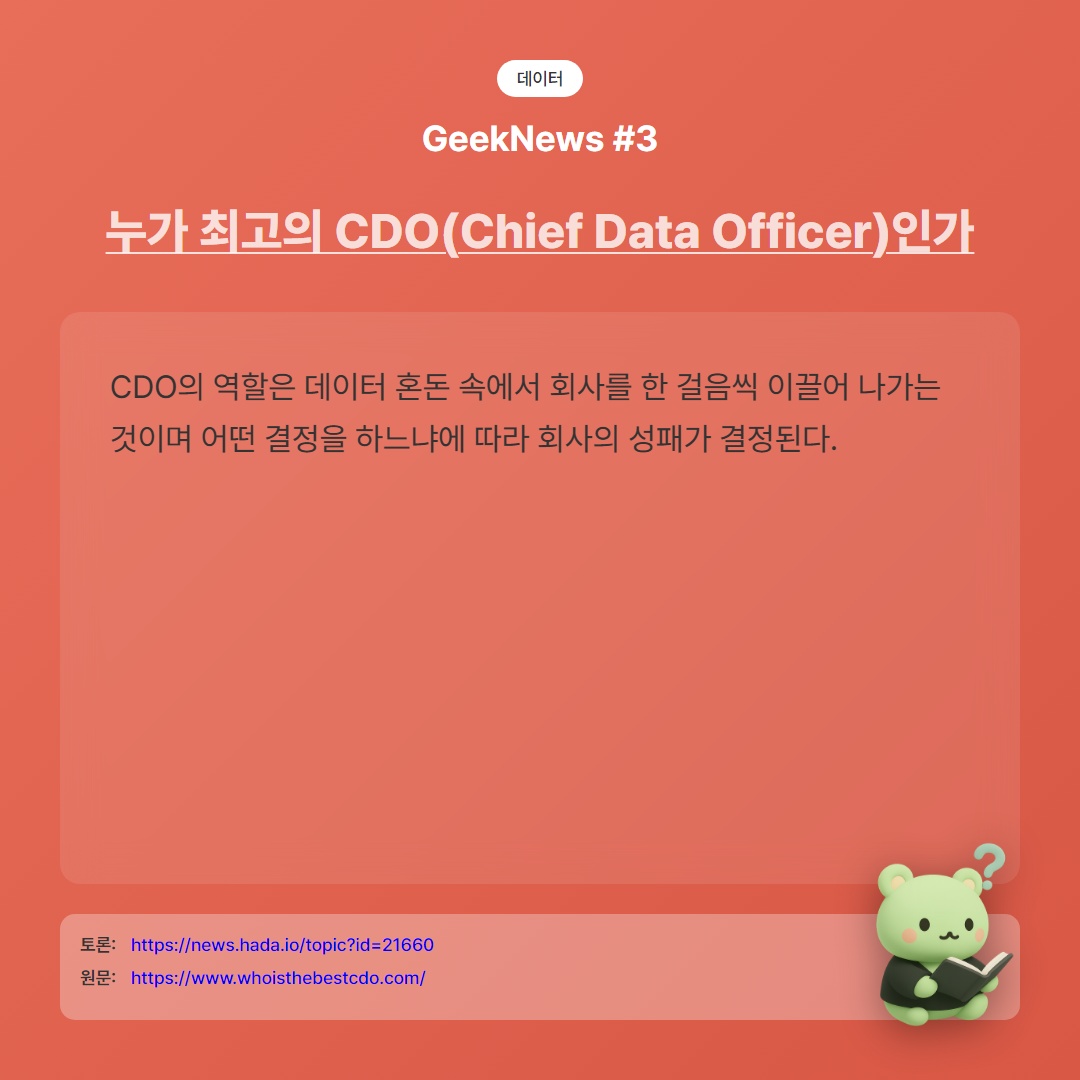 데이터
GeekNews #3
누가 최고의 CDO(Chief Data Officer)인가
CDO의 역할은 데이터 혼돈 속에서 회사를 한 걸음씩 이끌어 나가는
것이며 어떤 결정을 하느냐에 따라 회사의 성패가 결정된다.
?
토론: https://news.hada.io/topic?id=21660
원문: https://www.whoisthebestcdo.com/